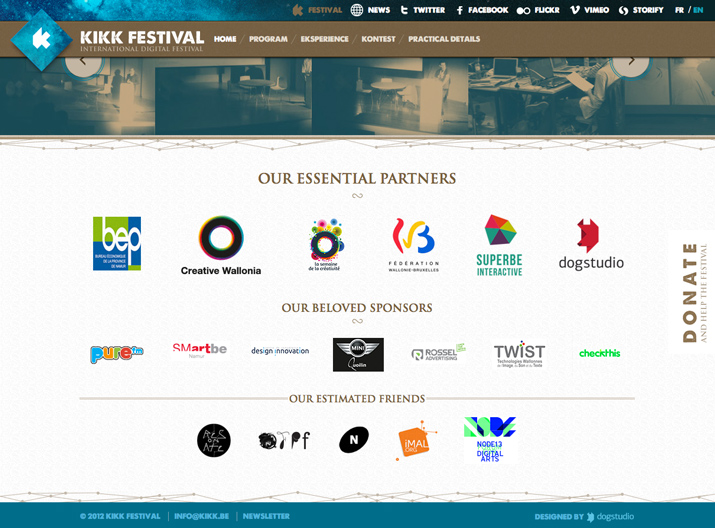 FESTIVAL NEWS TWITTER FACEBOOK FLICKR VIMEO STORIFY FR / EN
KIKK FESTIVAL
INTERNATIONAL DIGITAL FESTIVAL
HOME / PROGRAM / EKSPERIENCE / KONTEST / PRACTICAL DETAILS
OUR ESSENTIAL PARTNERS
bep
BUREAU ÉCONOMIQUE
DE LA PROVINCE
DE NAMUR
Creative Wallonia
la semaine
de la créativité
FÉDÉRATION
WALLONIE-BRUXELLES
SUPERBE
INTERACTIVE
dogstudio
DONATE
AND HELP THE FESTIVAL
OUR BELOVED SPONSORS
pure fm
SMartbe
Namur
design innovation
MINI
ROSSEL
ADVERTISING
TWIST
Technologies Wallonnes
de l'Image, du Son et du Texte
checkthis
OUR ESTIMATED FRIENDS
N
iMAL
.ORG
NODE13
DIGITAL
ARTS
© 2012 KIKK FESTIVAL | INFO@KIKK.BE | NEWSLETTER
DESIGNED BY dogstudio